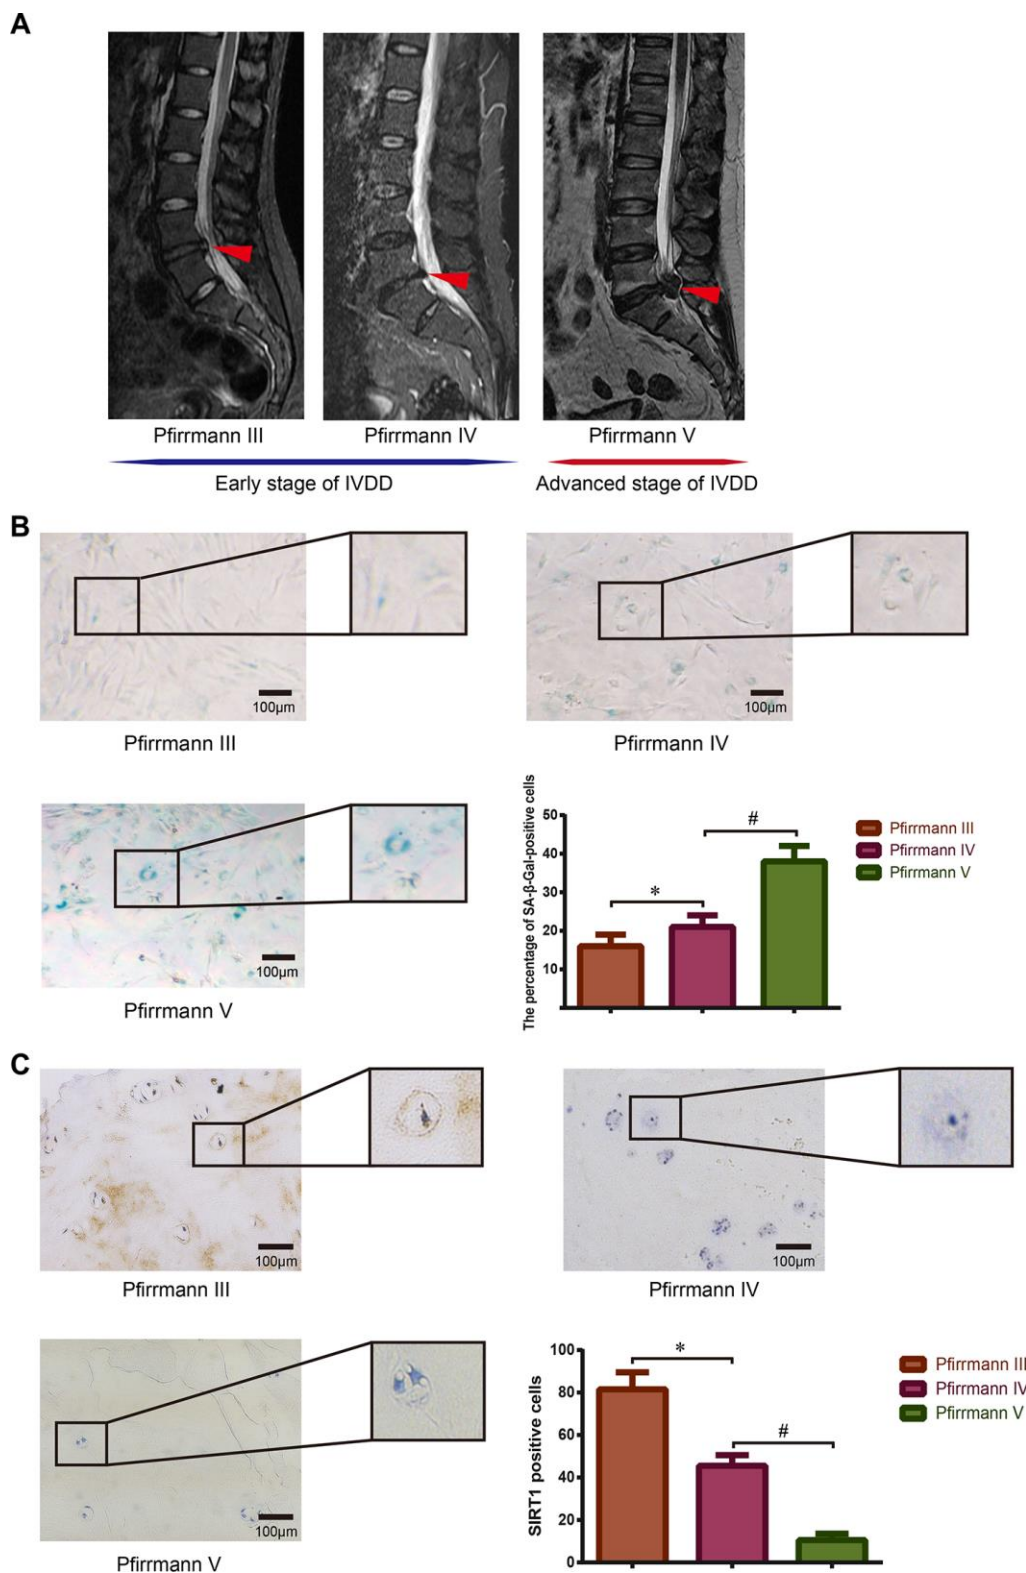 A
Pfirrmann III
Pfirrmann IV
Pfirrmann V
Early stage of IVDD
Advanced stage of IVDD
B
100μm
Pfirrmann III
100μm
Pfirrmann IV
100μm
Pfirrmann V
The percentage of SA-β-Gal-positive cells
50
40
30
20
10
*
#
Pfirrmann III
Pfirrmann IV
Pfirrmann V
C
100μm
Pfirrmann III
100μm
Pfirrmann IV
100μm
Pfirrmann V
SIRT1 positive cells
100
80
60
40
20
0
*
#
Pfirrmann III
Pfirrmann IV
Pfirrmann V